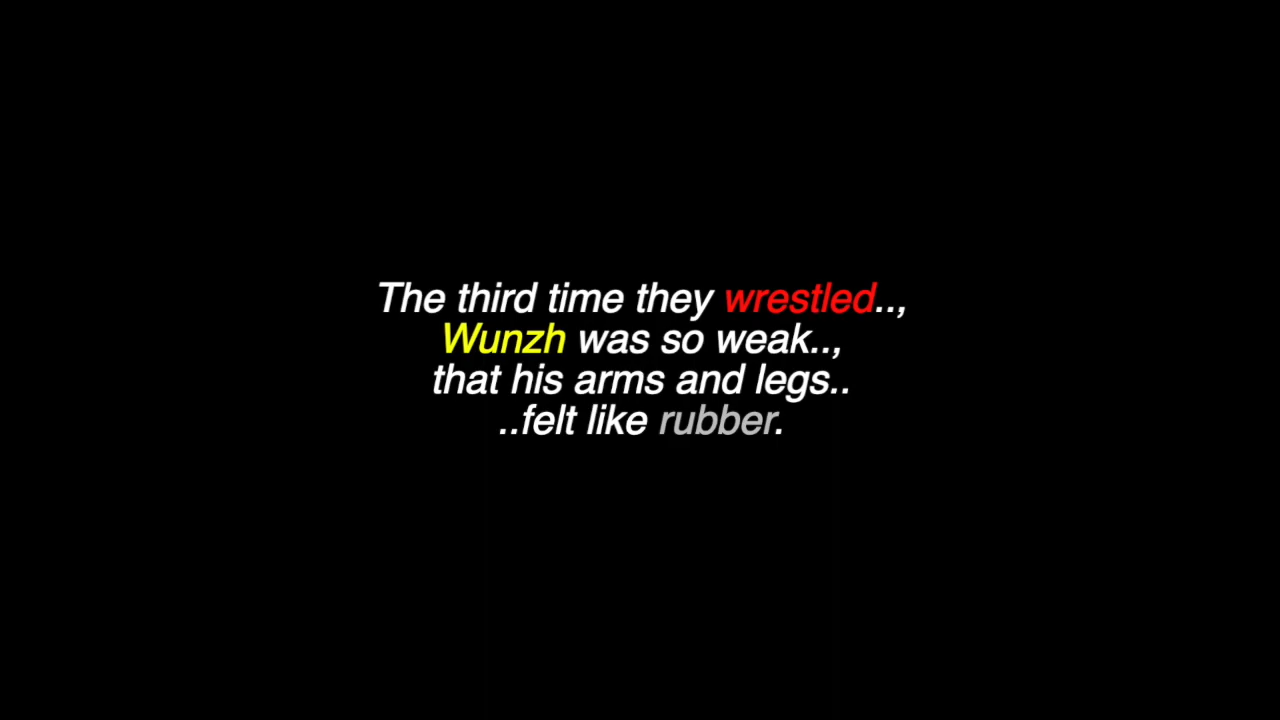 The third time they wrestled..,
Wunzh was so weak..,
that his arms and legs..
..felt like rubber.